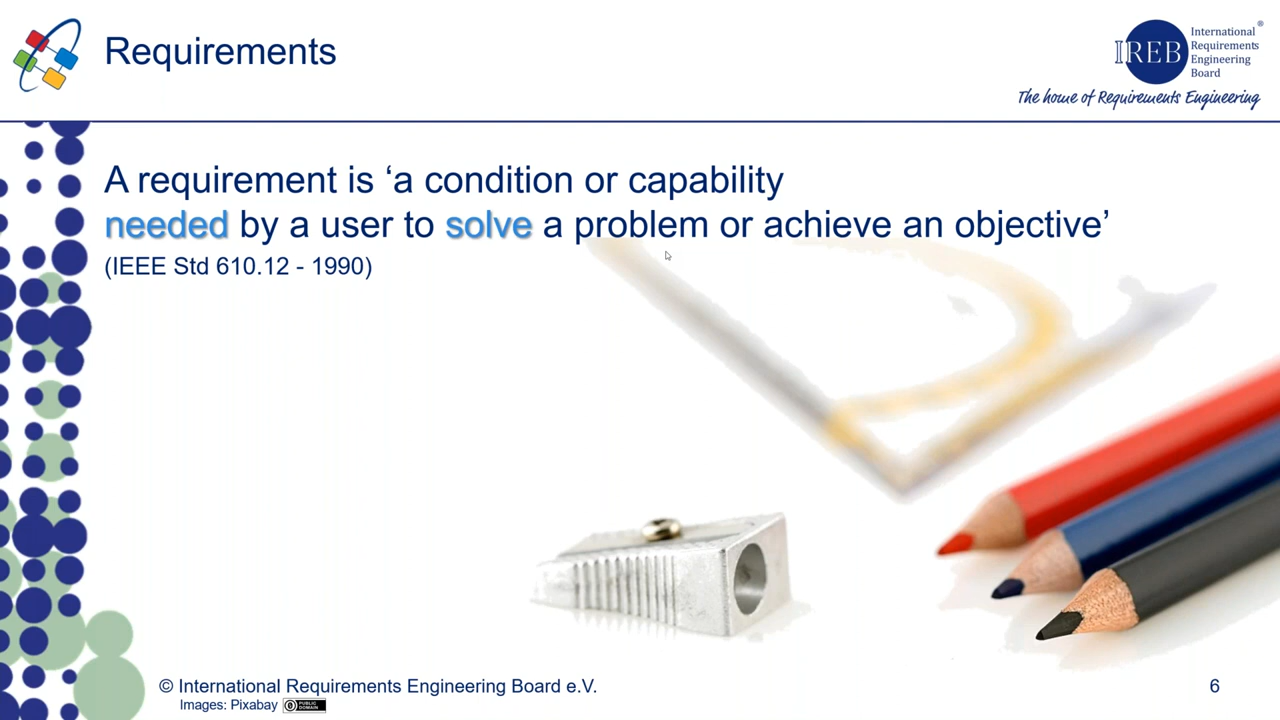 Requirements
IREB
International
Requirements
Engineering
Board
®
The home of Requirements Engineering
A requirement is ‘a condition or capability
needed by a user to solve a problem or achieve an objective’
(IEEE Std 610.12 - 1990)
© International Requirements Engineering Board e.V.
Images: Pixabay
PUBLIC
DOMAIN
6